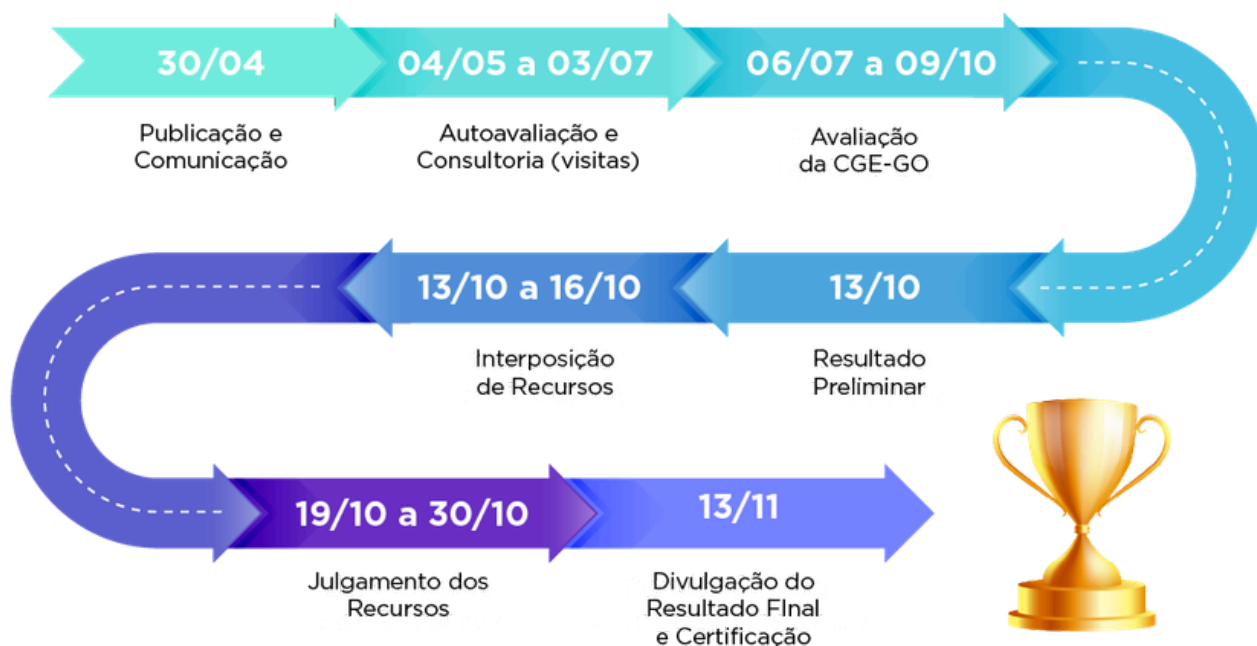 30/04
Publicação e
Comunicação
04/05 a 03/07
Autoavaliação e
Consultoria (visitas)
06/07 a 09/10
Avaliação
da CGE-GO
13/10
Resultado
Preliminar
13/10 a 16/10
Interposição
de Recursos
19/10 a 30/10
Julgamento dos
Recursos
13/11
Divulgação do
Resultado FInal
e Certificação